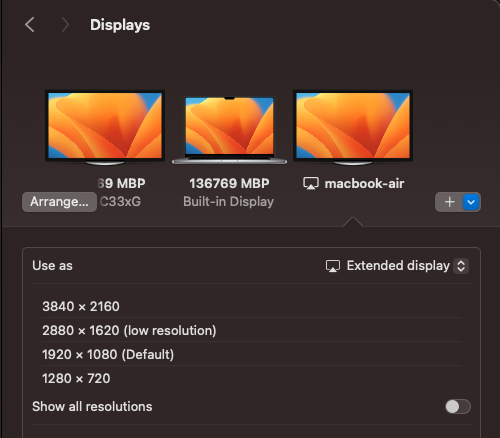 Displays
69 MBP
136769 MBP
macbook-air
Arrange...
C33xG
Built-in Display
Use as
Extended display
3840 × 2160
2880 × 1620 (low resolution)
1920 × 1080 (Default)
1280 × 720
Show all resolutions